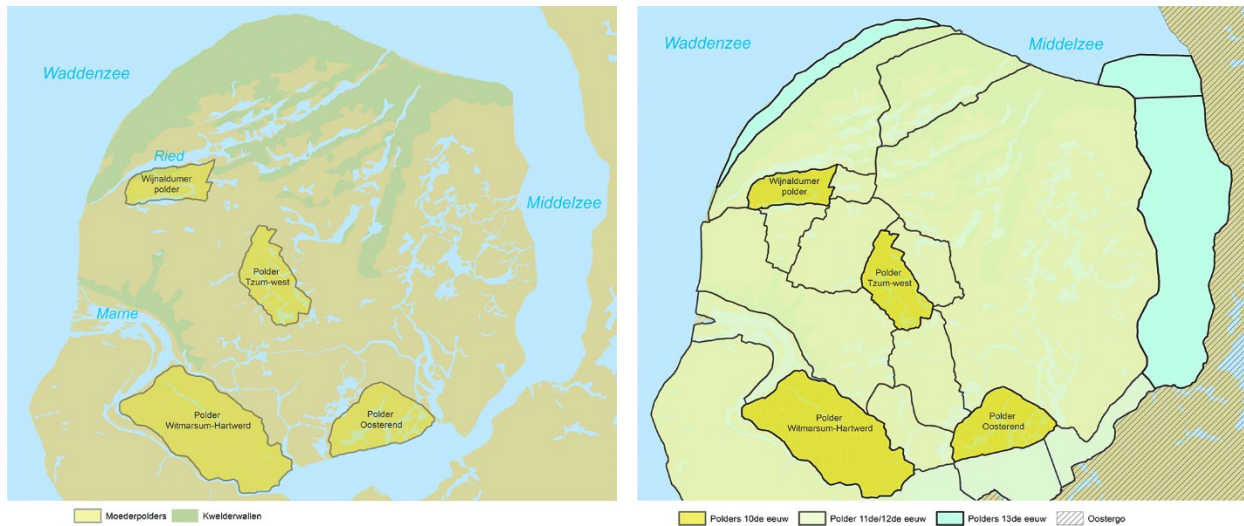 Waddenzee
Ried
Wijnaldumer
polder
Middelzee
Polder
Tzum-west
Marne
Polder
Witmarsum-Hartwerd
Polder
Oosterend
Moederpolders
Kwelderwallen
Waddenzee
Middelzee
Wijnaldumer
polder
Polder
Tzum-west
Polder
Witmarsum-Hartwerd
Polder
Oosterend
Polders 10de eeuw
Polder 11de/12de eeuw
Polders 13de eeuw
Oostergo